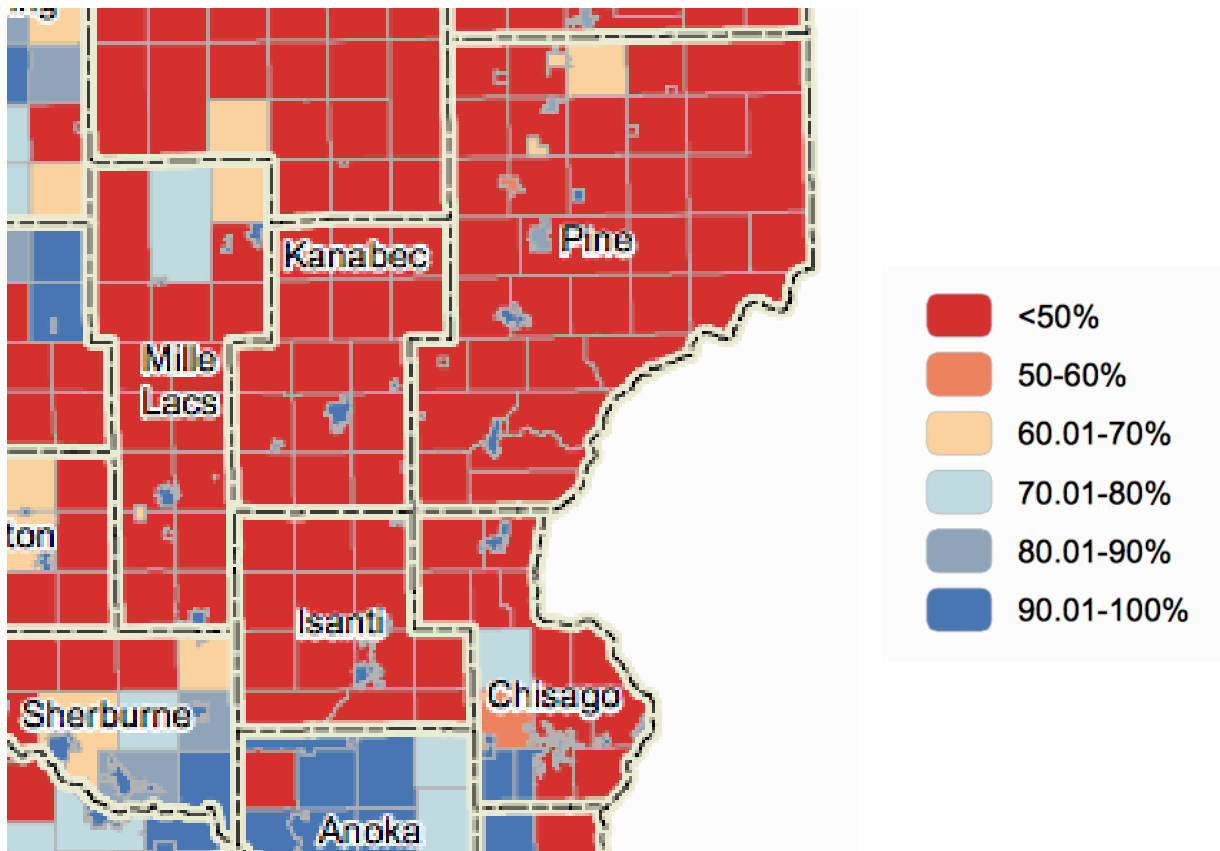 Pine
Kanabec
Mille
Lacs
ton
Isanti
Chisago
Sherburne
Anoka
<50%
50-60%
60.01-70%
70.01-80%
80.01-90%
90.01-100%